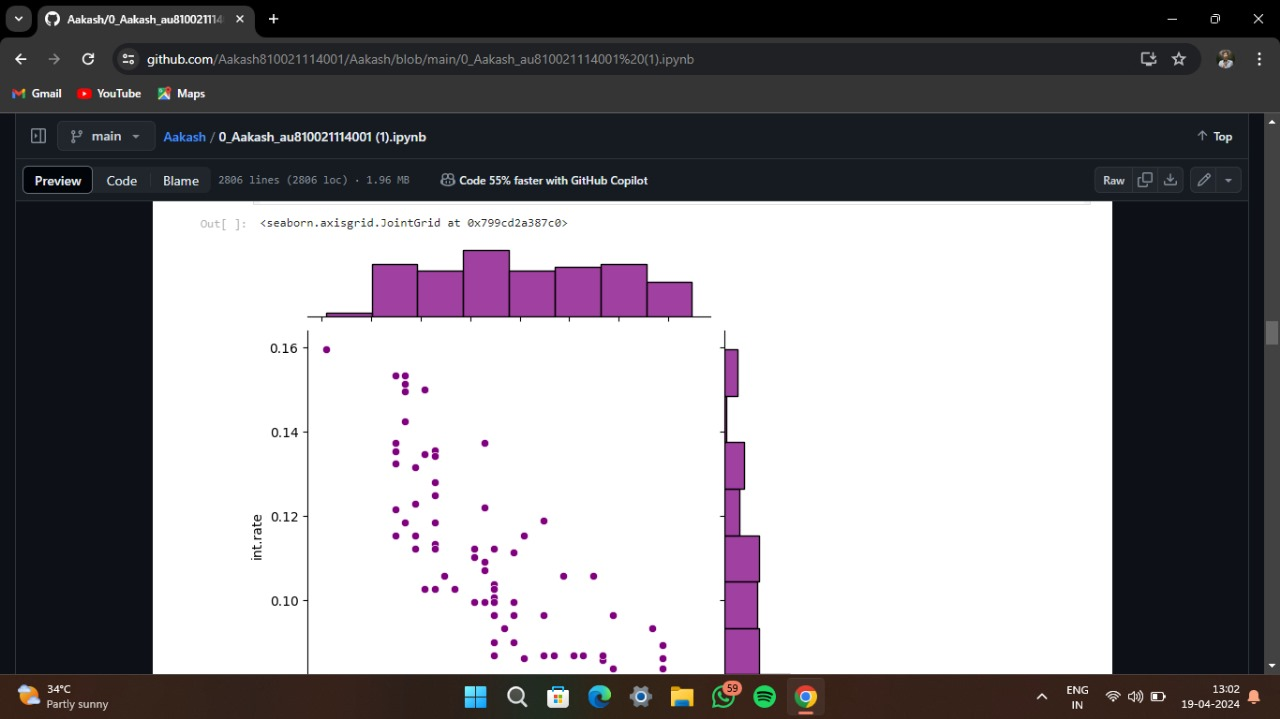 Aakash/0_Aakash_au8100211140
github.com/Aakash810021114001/Aakash/blob/main/0_Aakash_au810021114001%20(1).ipynb
Gmail YouTube Maps
main Aakash / 0_Aakash_au810021114001 (1).ipynb Top
Preview Code Blame 2806 lines (2806 loc) · 1.96 MB Code 55% faster with GitHub Copilot Raw
Out[ ]: <seaborn.axisgrid.JointGrid at 0x799cd2a387c0>
0.16
0.14
0.12
int.rate
0.10
34°C
Partly sunny
59
ENG
IN
13:02
19-04-2024